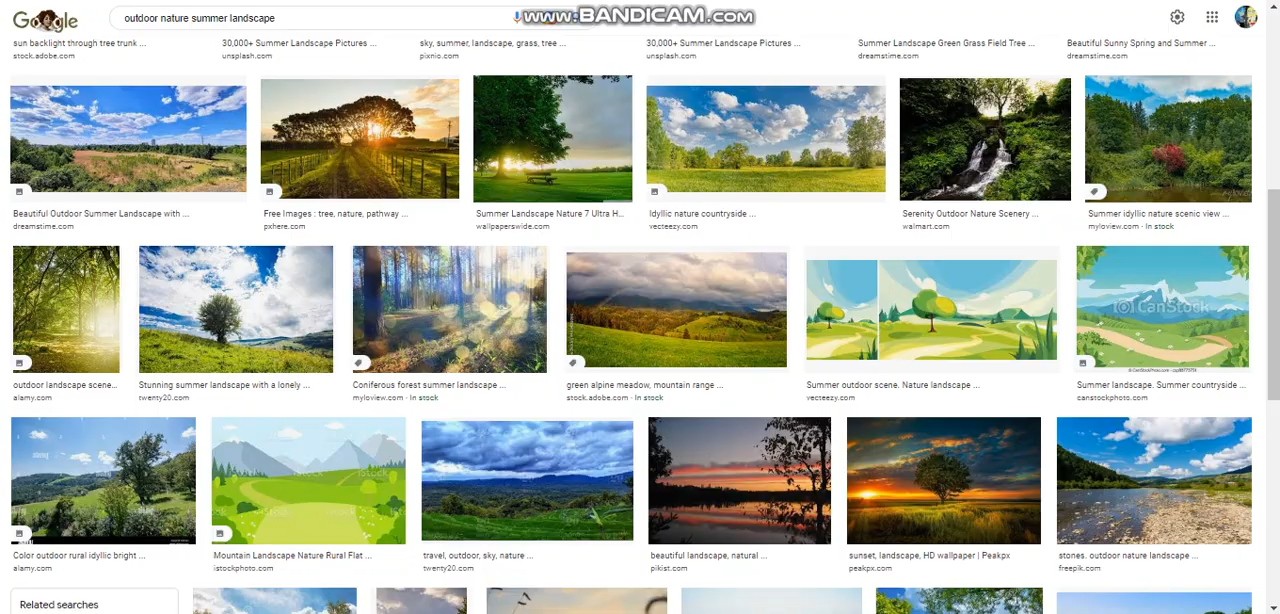 Google
outdoor nature summer landscape
www.BANDICAM.com
sun backlight through tree trunk ...
stock.adobe.com
30,000+ Summer Landscape Pictures ...
unsplash.com
sky, summer, landscape, grass, tree ...
pixnio.com
30,000+ Summer Landscape Pictures ...
unsplash.com
Summer Landscape Green Grass Field Tree ...
dreamstime.com
Beautiful Sunny Spring and Summer ...
dreamstime.com
Beautiful Outdoor Summer Landscape with ...
dreamstime.com
Free Images : tree, nature, pathway ...
pxhere.com
Summer Landscape Nature 7 Ultra H...
wallpaperswide.com
Idyllic nature countryside ...
vecteezy.com
Serenity Outdoor Nature Scenery ...
walmart.com
Summer idyllic nature scenic view ...
myloview.com · In stock
CanStock
© CanStockPhoto.com
outdoor landscape scene...
alamy.com
Stunning summer landscape with a lonely ...
twenty20.com
Coniferous forest summer landscape ...
myloview.com · In stock
green alpine meadow, mountain range ...
stock.adobe.com · In stock
Summer outdoor scene. Nature landscape ...
vecteezy.com
Summer landscape. Summer countryside ...
canstockphoto.com
Color outdoor rural idyllic bright ...
alamy.com
Mountain Landscape Nature Rural Flat ...
istockphoto.com
travel, outdoor, sky, nature ...
twenty20.com
beautiful landscape, natural ...
pikist.com
sunset, landscape, HD wallpaper | Peakpx
peakpx.com
stones. outdoor nature landscape ...
freepik.com
Related searches